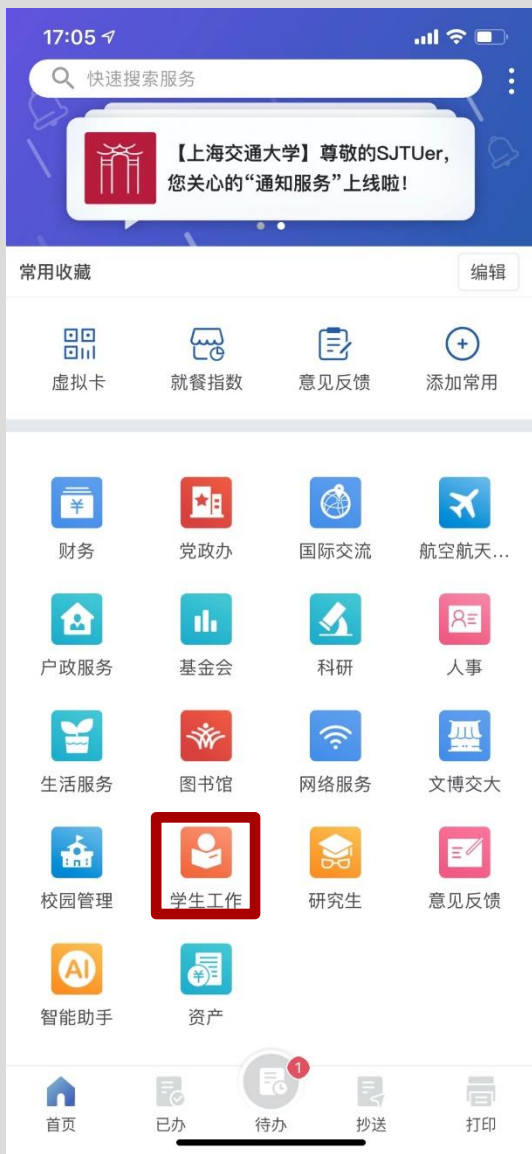 17:05
快速搜索服务
【上海交通大学】尊敬的SJTUer,
您关心的“通知服务”上线啦!
常用收藏
编辑
虚拟卡 就餐指数 意见反馈 添加常用
财务 党政办 国际交流 航空航天...
户政服务 基金会 科研 人事
生活服务 图书馆 网络服务 文博交大
校园管理 学生工作 研究生 意见反馈
AI
智能助手 资产
1
首页 已办 待办 抄送 打印